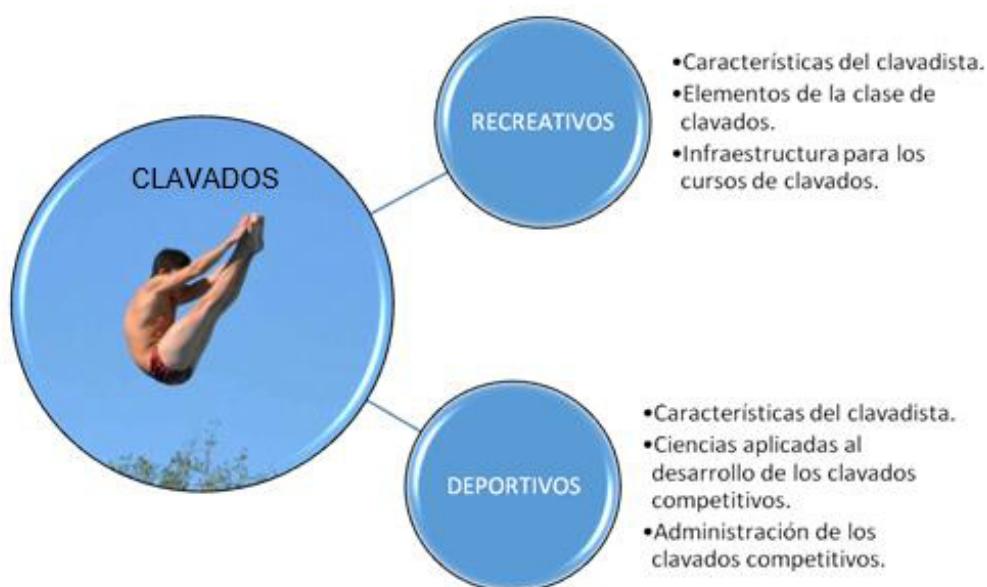 CLAVADOS
RECREATIVOS
•Características del clavadista.
•Elementos de la clase de
clavados.
•Infraestructura para los
cursos de clavados.
DEPORTIVOS
•Características del clavadista.
•Ciencias aplicadas al
desarrollo de los clavados
competitivos.
•Administración de los
clavados competitivos.